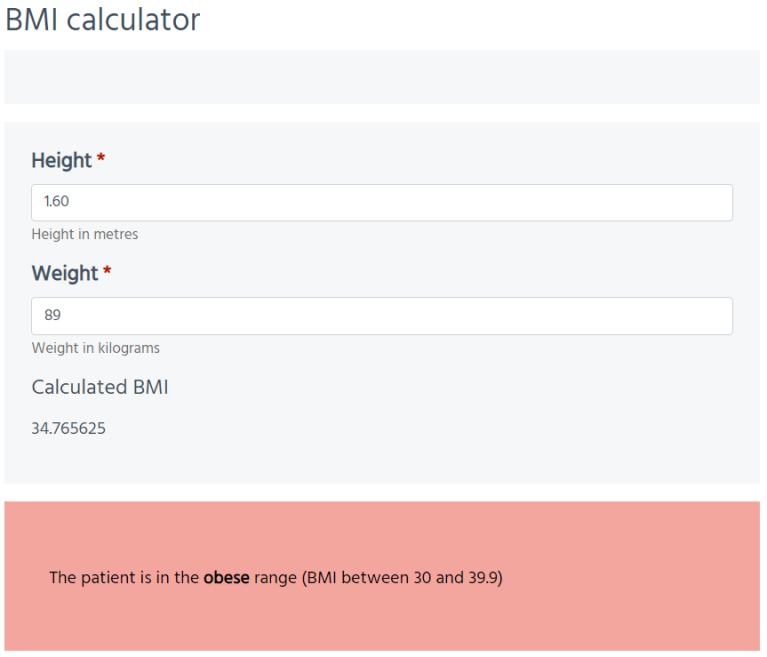 BMI calculator
Height *
1.60
Height in metres
Weight *
89
Weight in kilograms
Calculated BMI
34.765625
The patient is in the obese range (BMI between 30 and 39.9)